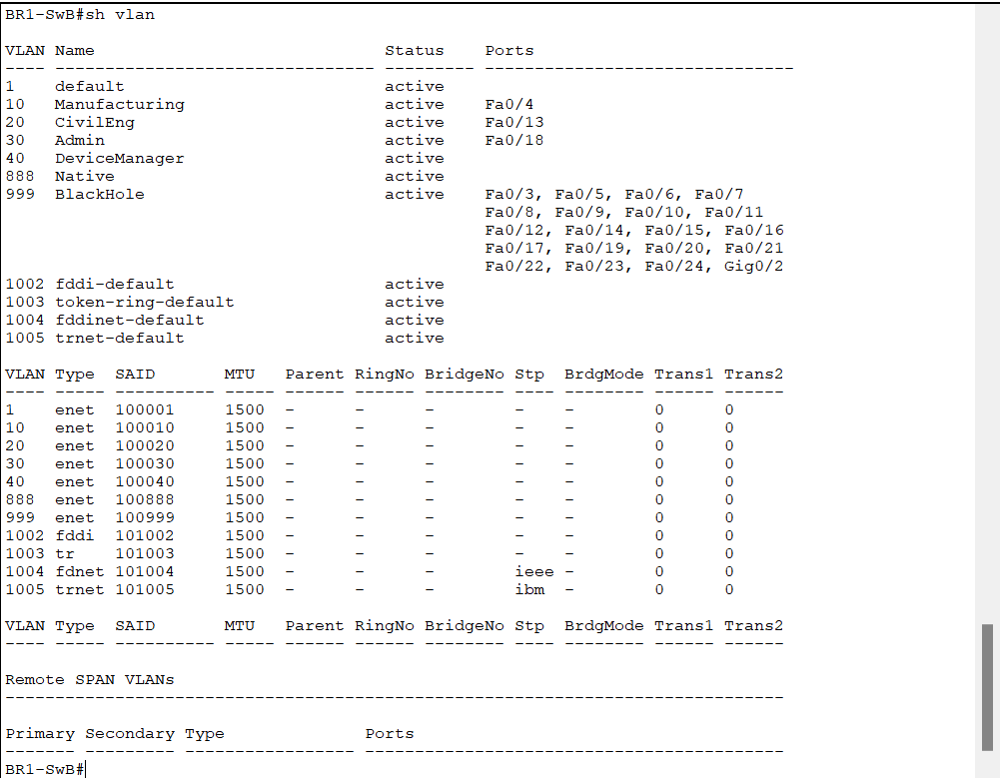 BR1-SwB#sh vlan
VLAN Name                             Status    Ports
---- -------------------------------- --------- -------------------------------
1    default                          active
10   Manufacturing                    active    Fa0/4
20   CivilEng                         active    Fa0/13
30   Admin                            active    Fa0/18
40   DeviceManager                    active
888  Native                           active
999  BlackHole                        active    Fa0/3, Fa0/5, Fa0/6, Fa0/7
                                                Fa0/8, Fa0/9, Fa0/10, Fa0/11
                                                Fa0/12, Fa0/14, Fa0/15, Fa0/16
                                                Fa0/17, Fa0/19, Fa0/20, Fa0/21
                                                Fa0/22, Fa0/23, Fa0/24, Gig0/2
1002 fddi-default                     active
1003 token-ring-default               active
1004 fddinet-default                  active
1005 trnet-default                    active
VLAN Type  SAID       MTU   Parent RingNo BridgeNo Stp  BrdgMode Trans1 Trans2
---- ----- ---------- ----- ------ ------ -------- ---- -------- ------ ------
1    enet  100001     1500  -      -      -        -    -        0      0
10   enet  100010     1500  -      -      -        -    -        0      0
20   enet  100020     1500  -      -      -        -    -        0      0
30   enet  100030     1500  -      -      -        -    -        0      0
40   enet  100040     1500  -      -      -        -    -        0      0
888  enet  100888     1500  -      -      -        -    -        0      0
999  enet  100999     1500  -      -      -        -    -        0      0
1002 fddi  101002     1500  -      -      -        -    -        0      0
1003 tr    101003     1500  -      -      -        -    -        0      0
1004 fdnet 101004     1500  -      -      -        ieee -        0      0
1005 trnet 101005     1500  -      -      -        ibm  -        0      0
VLAN Type  SAID       MTU   Parent RingNo BridgeNo Stp  BrdgMode Trans1 Trans2
---- ----- ---------- ----- ------ ------ -------- ---- -------- ------ ------
Remote SPAN VLANs
------------------------------------------------------------------------------
Primary Secondary Type              Ports
------- --------- ----------------- ------------------------------------------
BR1-SwB#